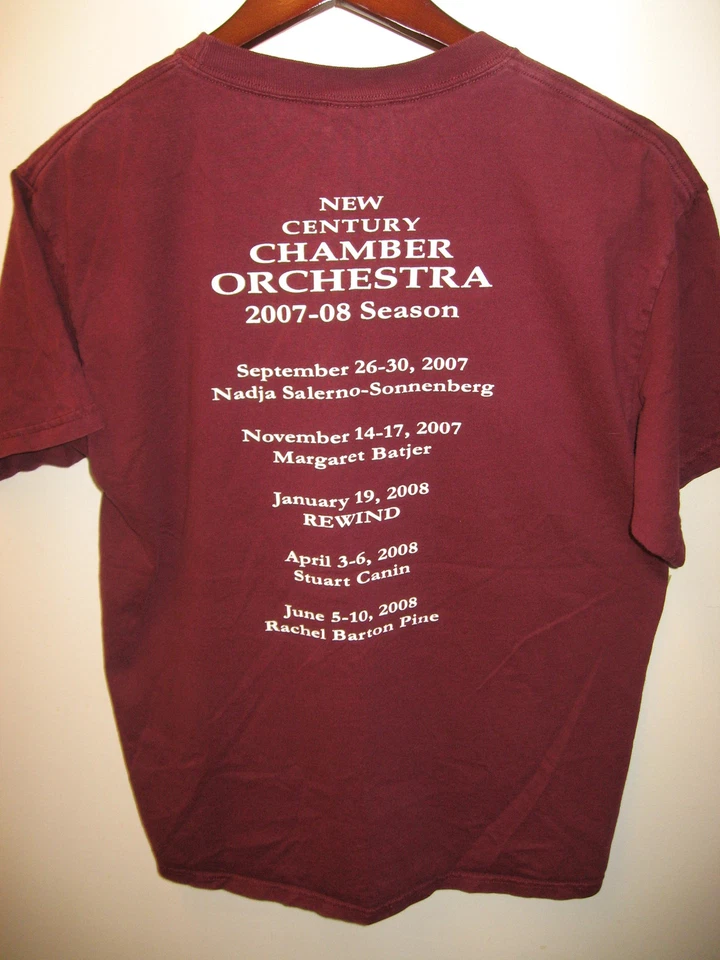 NEW
CENTURY
CHAMBER
ORCHESTRA
2007-08 Season
September 26-30, 2007
Nadja Salerno-Sonnenberg
November 14-17, 2007
Margaret Batjer
January 19, 2008
REWIND
April 3-6, 2008
Stuart Canin
June 5-10, 2008
Rachel Barton Pine